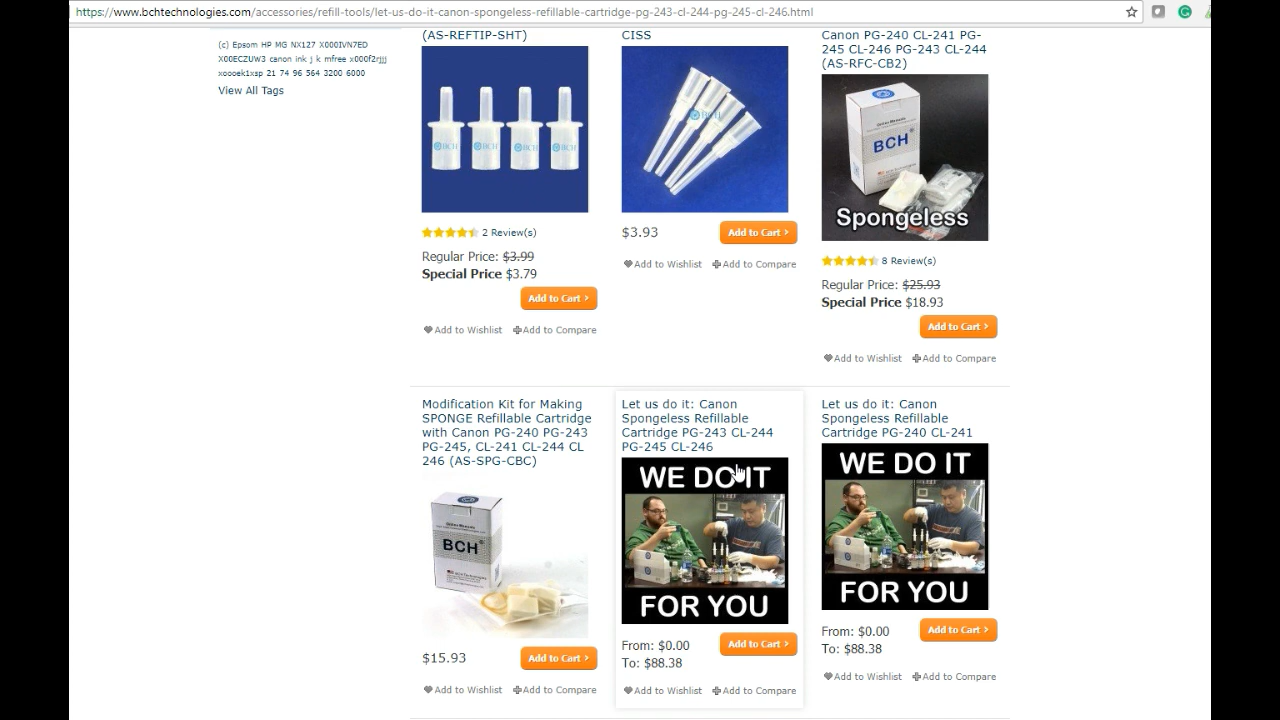 https://www.bchtechnologies.com/accessories/refill-tools/let-us-do-it-canon-spongeless-refillable-cartridge-pg-243-cl-244-pg-245-cl-246.html
(c) Epsom HP MG NX127 X000IVN7ED
X00ECZUW3 canon ink j k mfree x000f2rjjj
xoooek1xsp 21 74 96 564 3200 6000
View All Tags
(AS-REFTIP-SHT)
BCH
BCH
BCH
BCH
2 Review(s)
Regular Price: $3.99
Special Price $3.79
Add to Cart >
Add to Wishlist
Add to Compare
CISS
BCH
$3.93
Add to Cart >
Add to Wishlist
Add to Compare
Canon PG-240 CL-241 PG-
245 CL-246 PG-243 CL-244
(AS-RFC-CB2)
BCH
Spongeless
8 Review(s)
Regular Price: $25.93
Special Price $18.93
Add to Cart >
Add to Wishlist
Add to Compare
Modification Kit for Making
SPONGE Refillable Cartridge
with Canon PG-240 PG-243
PG-245, CL-241 CL-244 CL
246 (AS-SPG-CBC)
BCH
$15.93
Add to Cart >
Add to Wishlist
Add to Compare
Let us do it: Canon
Spongeless Refillable
Cartridge PG-243 CL-244
PG-245 CL-246
WE DO IT
FOR YOU
From: $0.00
To: $88.38
Add to Cart >
Add to Wishlist
Add to Compare
Let us do it: Canon
Spongeless Refillable
Cartridge PG-240 CL-241
WE DO IT
FOR YOU
From: $0.00
To: $88.38
Add to Cart >
Add to Wishlist
Add to Compare